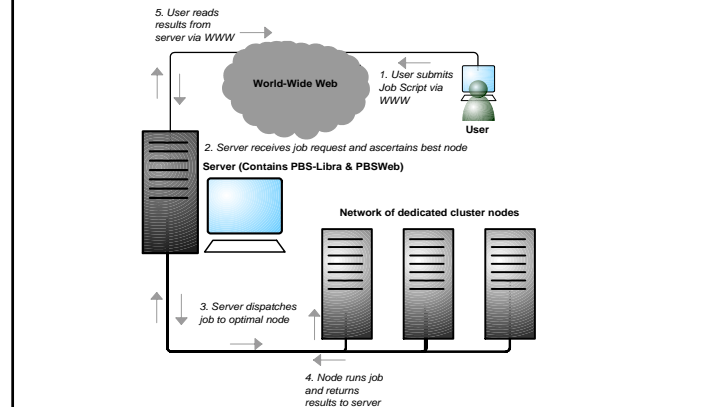 5. User reads
results from
server via WWW
World-Wide Web
1. User submits
Job Script via
WWW
User
2. Server receives job request and ascertains best node
Server (Contains PBS-Libra & PBSWeb)
Network of dedicated cluster nodes
3. Server dispatches
job to optimal node
4. Node runs job
and returns
results to server